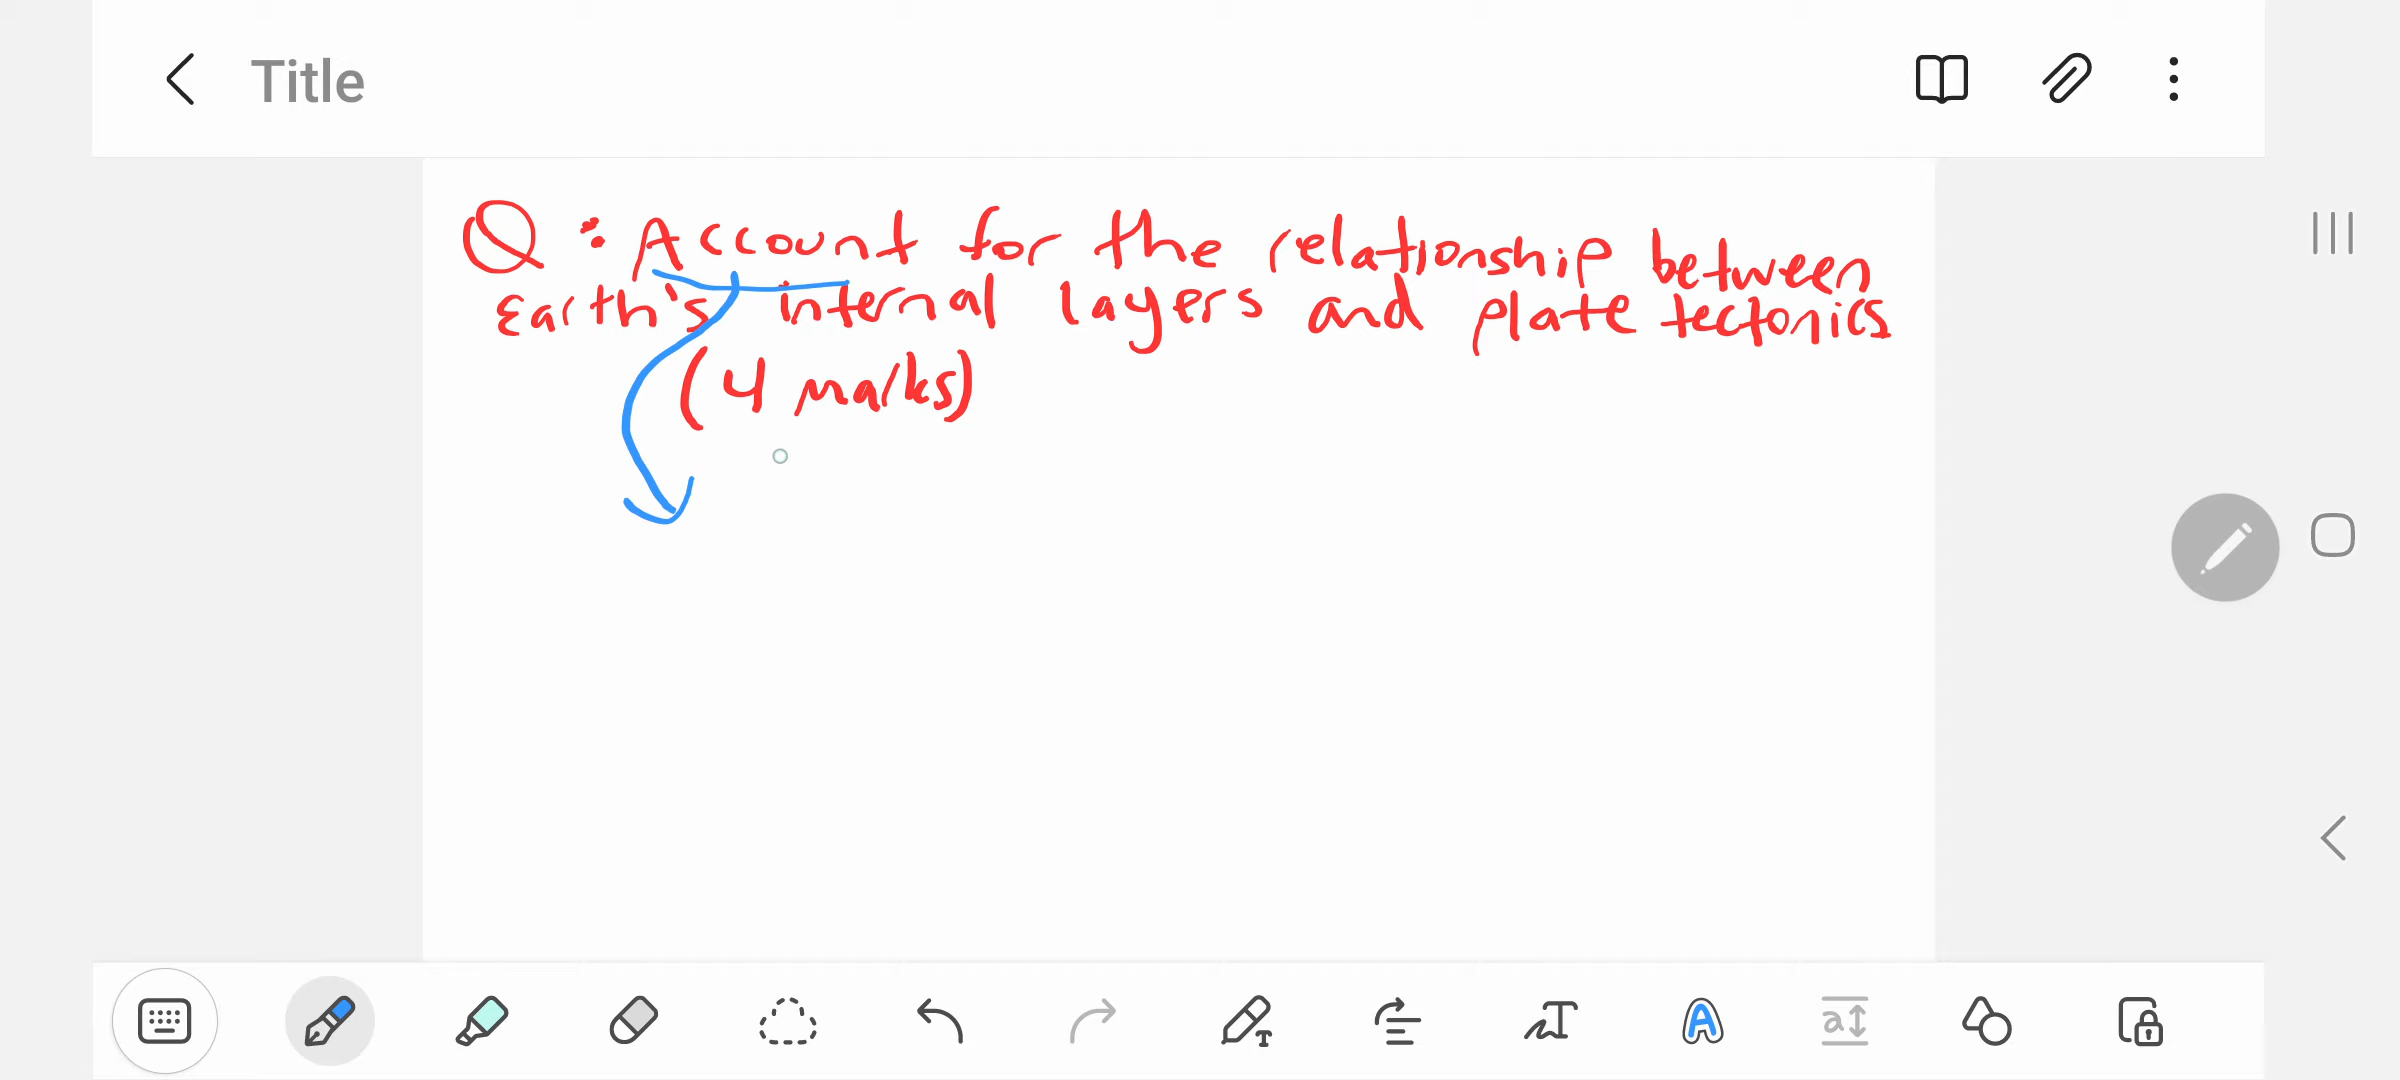 Title
Q: Account for the relationship between
Earth's internal layers and plate tectonics
(4 marks)